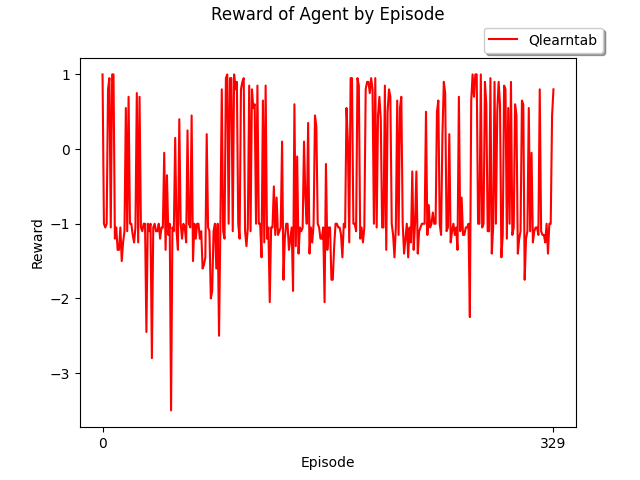 Reward of Agent by Episode
Qlearntab
1
0
−1
−2
−3
Reward
0
329
Episode